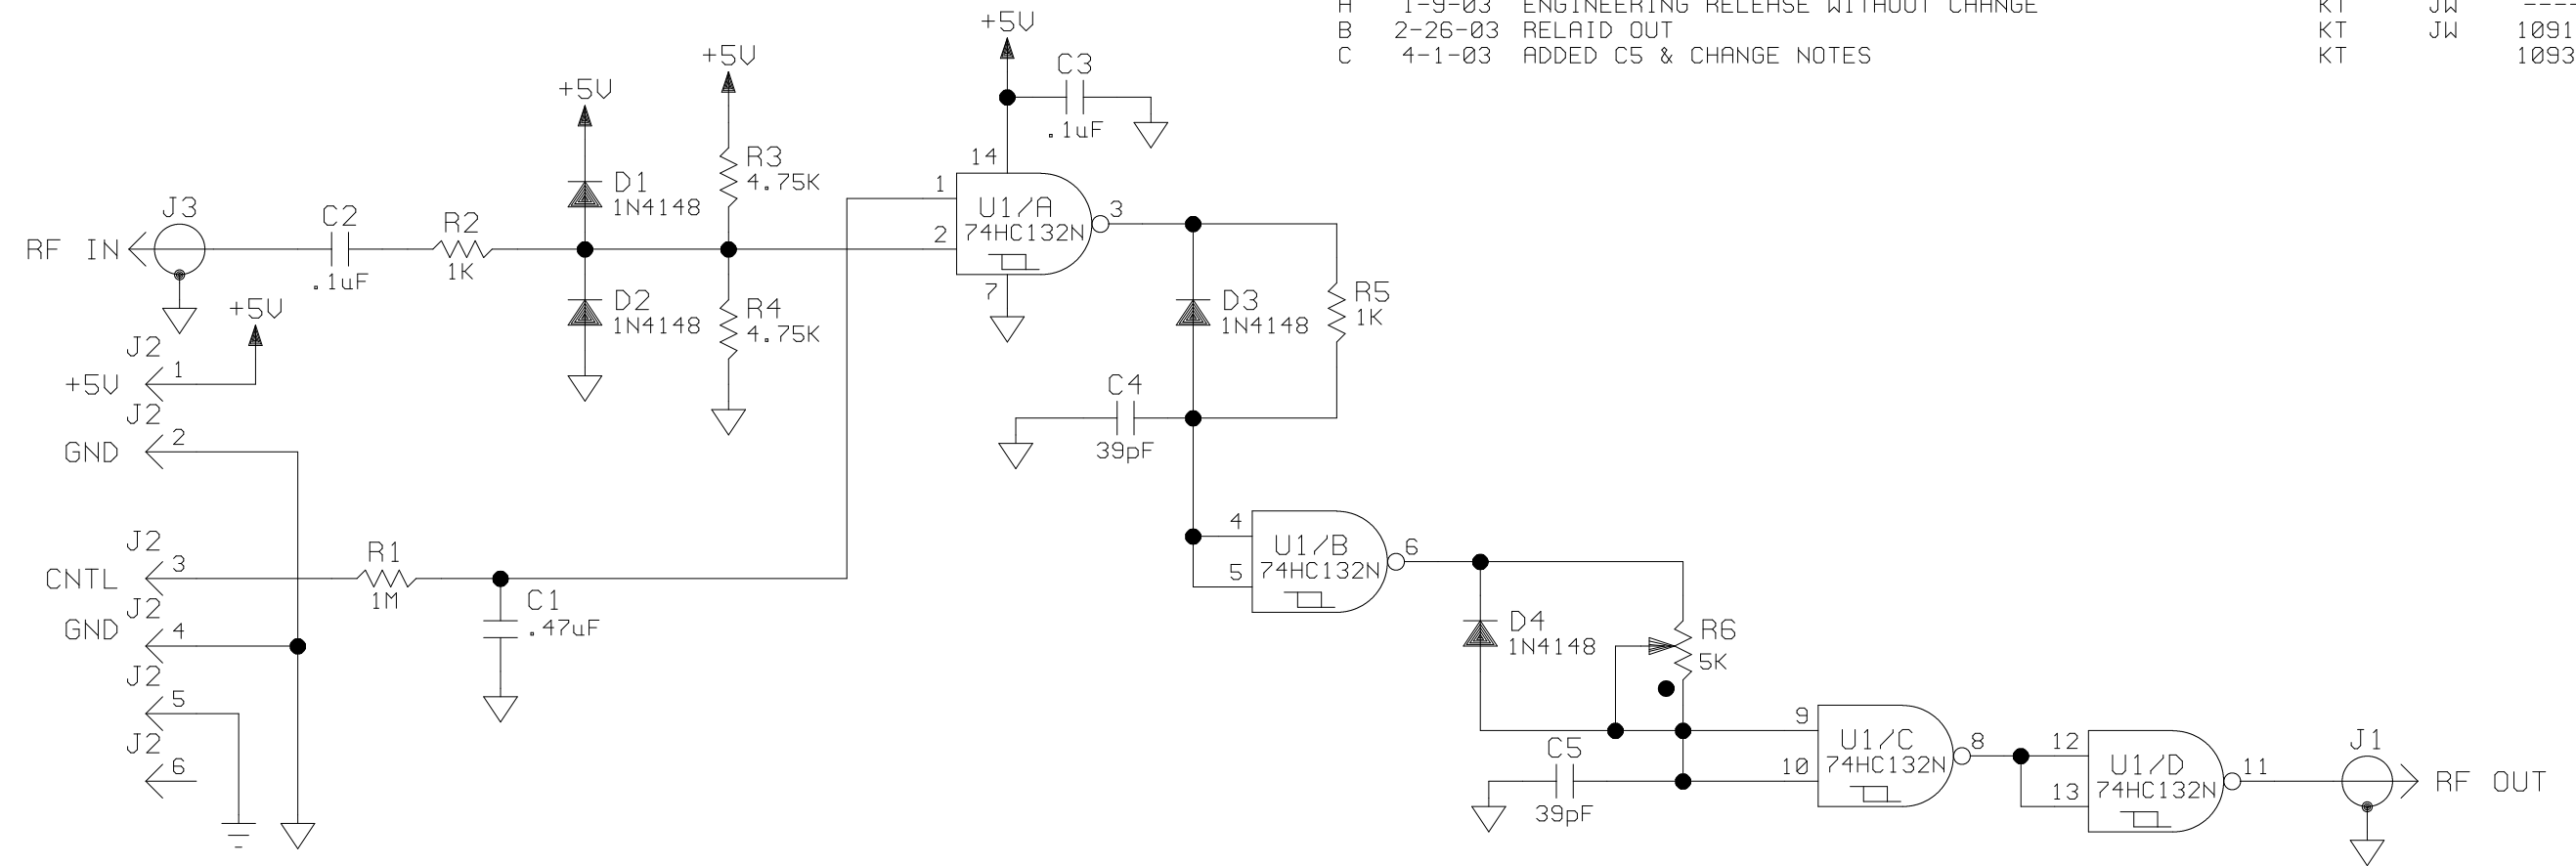 A 1-9-03 ENGINEERING RELEASE WITHOUT CHANGE KT JW ----
B 2-26-03 RELAID OUT KT JW 1091
C 4-1-03 ADDED C5 & CHANGE NOTES KT 1093
+5V
C3
.1uF
+5V
+5V
R3
4.75K
14
D1
1N4148
J3
C2
R2
1
U1/A
74HC132N
3
RF IN
2
1K
.1uF
7
D2
1N4148
R4
4.75K
D3
1N4148
R5
1K
+5V
J2
1
+5V
J2
2
GND
C4
39pF
4
U1/B
74HC132N
6
5
J2
3
CNTL
R1
1M
C1
.47uF
J2
4
GND
D4
1N4148
R6
5K
J2
5
J2
6
9
U1/C
74HC132N
8
10
C5
39pF
12
U1/D
74HC132N
11
13
J1
RF OUT